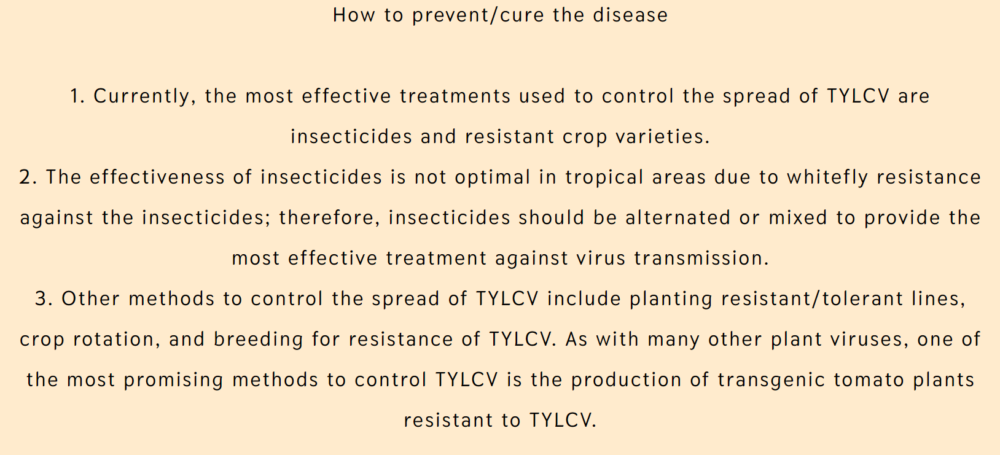 How to prevent/cure the disease
1. Currently, the most effective treatments used to control the spread of TYLCV are
insecticides and resistant crop varieties.
2. The effectiveness of insecticides is not optimal in tropical areas due to whitefly resistance
against the insecticides; therefore, insecticides should be alternated or mixed to provide the
most effective treatment against virus transmission.
3. Other methods to control the spread of TYLCV include planting resistant/tolerant lines,
crop rotation, and breeding for resistance of TYLCV. As with many other plant viruses, one of
the most promising methods to control TYLCV is the production of transgenic tomato plants
resistant to TYLCV.